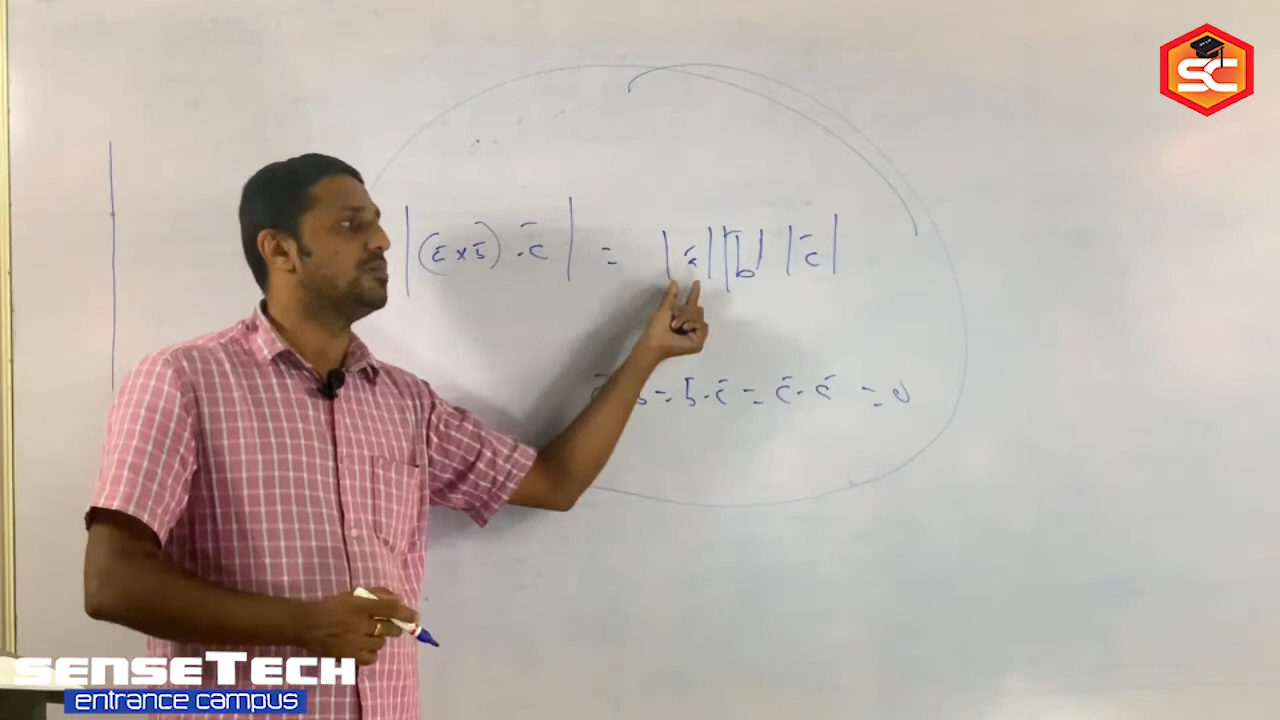 SC
|(ā × b̄) . c̄| = |ā| |b̄| |c̄|
= b̄ . c̄ = c̄ . ā = 0
senseTech
entrance campus